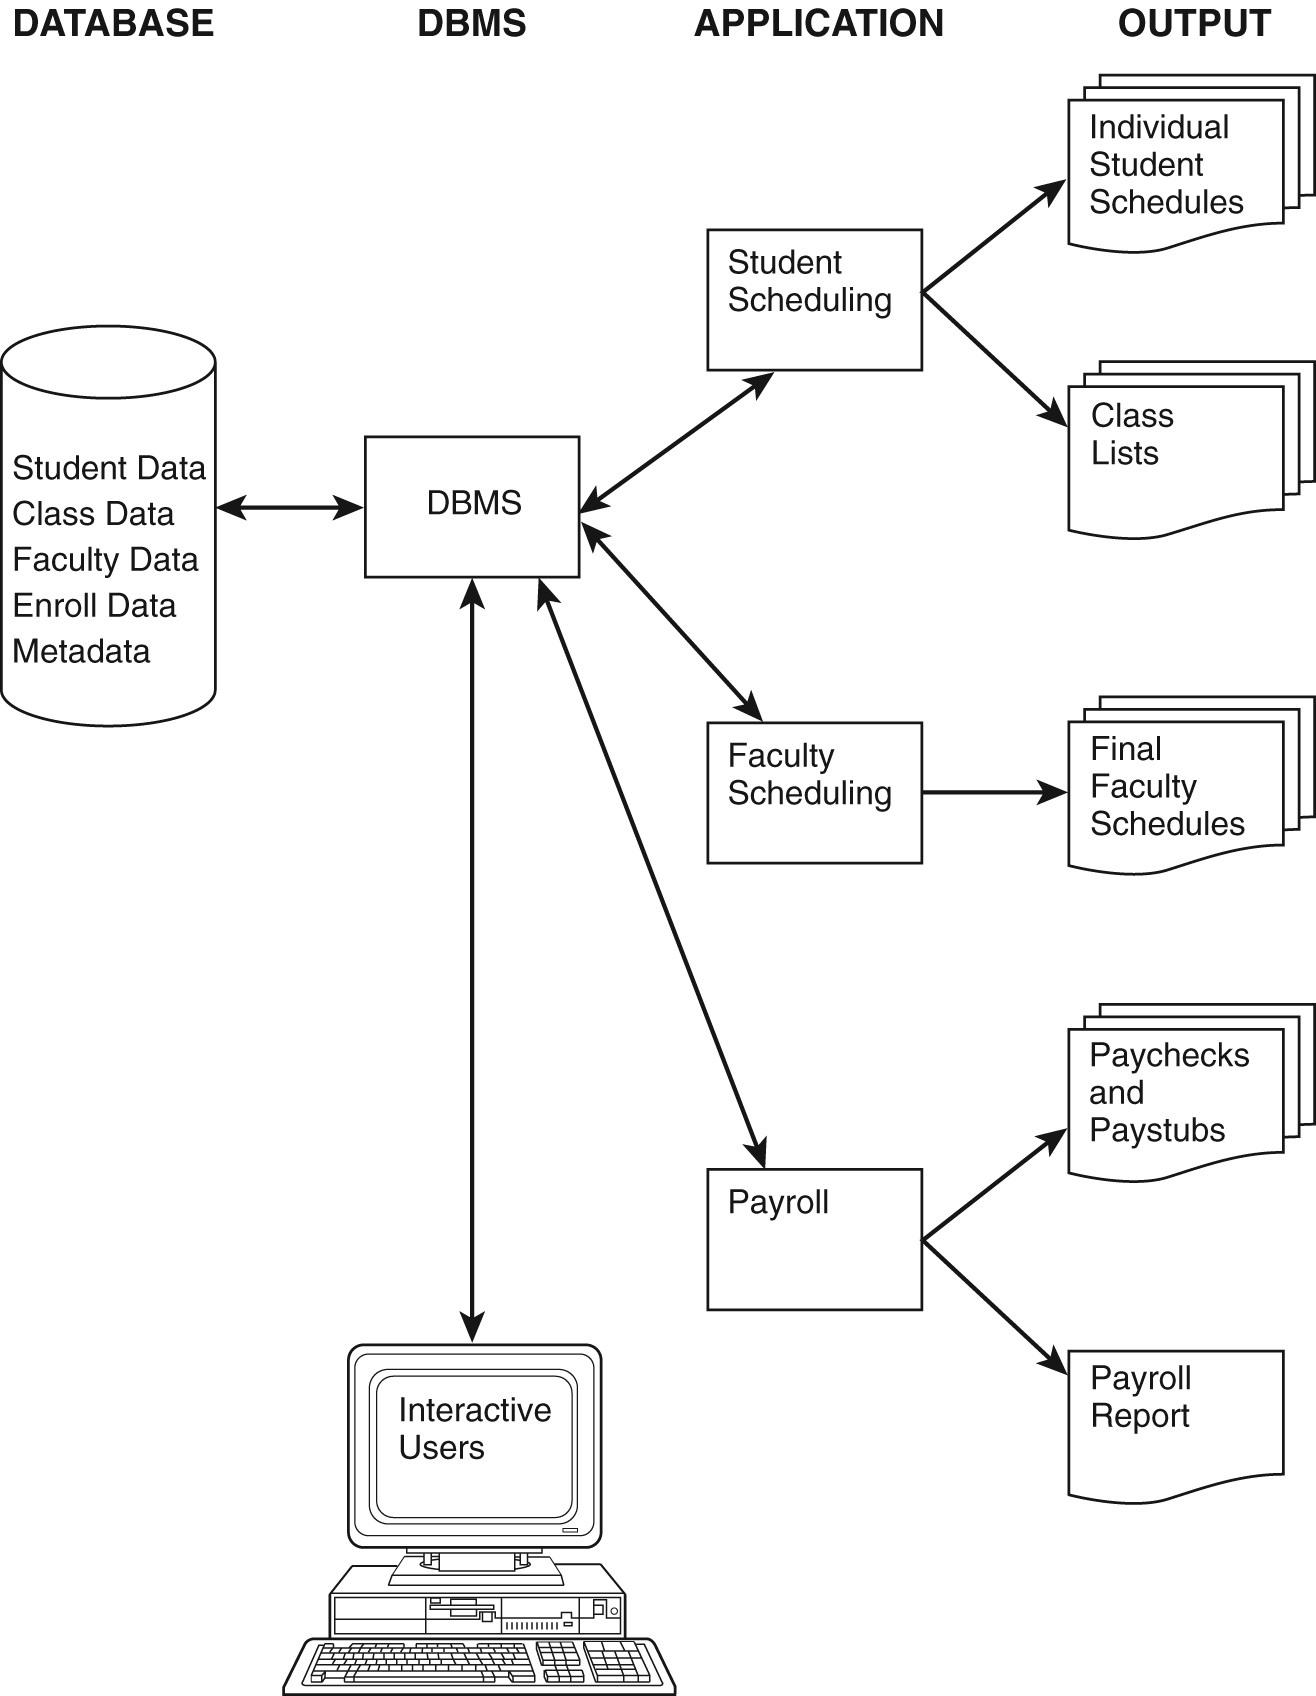 DATABASE
DBMS
APPLICATION
OUTPUT
Student Data
Class Data
Faculty Data
Enroll Data
Metadata
DBMS
Interactive
Users
Student
Scheduling
Faculty
Scheduling
Payroll
Individual
Student
Schedules
Class
Lists
Final
Faculty
Schedules
Paychecks
and
Paystubs
Payroll
Report